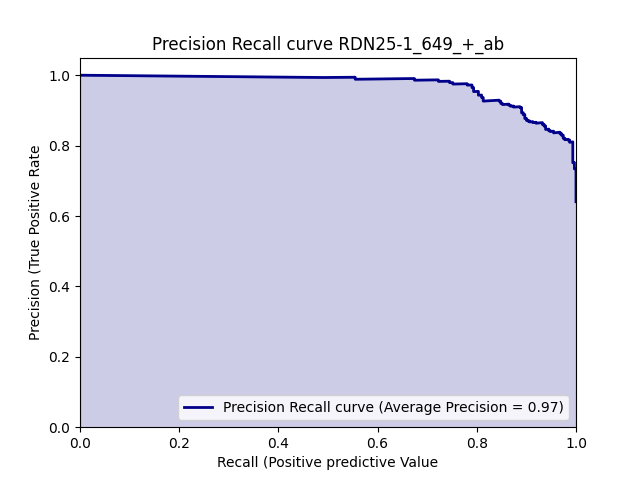 Precision Recall curve RDN25-1_649_+_ab
Precision (True Positive Rate
1.0
0.8
0.6
0.4
0.2
0.0
Precision Recall curve (Average Precision = 0.97)
0.0 0.2 0.4 0.6 0.8 1.0
Recall (Positive predictive Value